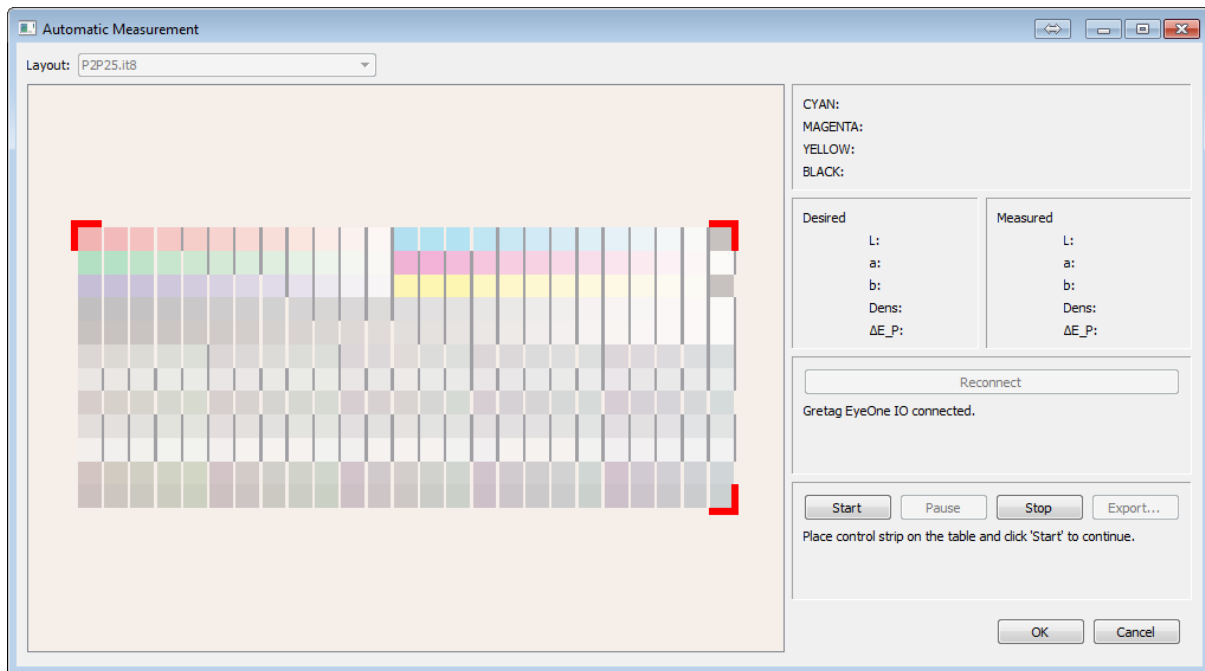 Automatic Measurement
Layout: P2P25.it8
CYAN:
MAGENTA:
YELLOW:
BLACK:
Desired
L:
a:
b:
Dens:
ΔE_P:
Measured
L:
a:
b:
Dens:
ΔE_P:
Reconnect
Gretag EyeOne IO connected.
Start Pause Stop Export...
Place control strip on the table and click 'Start' to continue.
OK Cancel